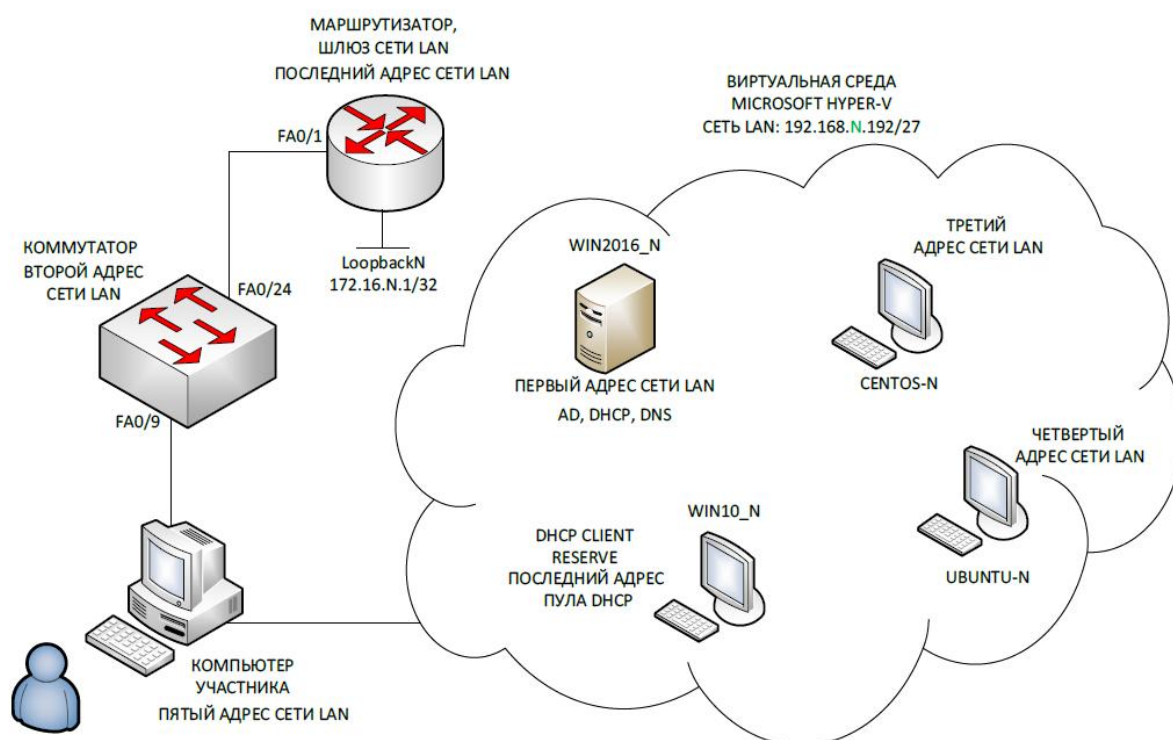 МАРШРУТИЗАТОР,
ШЛЮЗ СЕТИ LAN
ПОСЛЕДНИЙ АДРЕС СЕТИ LAN
FA0/1
LoopbackN
172.16.N.1/32
КОММУТАТОР
ВТОРОЙ АДРЕС
СЕТИ LAN
FA0/24
FA0/9
КОМПЬЮТЕР
УЧАСТНИКА
ПЯТЫЙ АДРЕС СЕТИ LAN
ВИРТУАЛЬНАЯ СРЕДА
MICROSOFT HYPER-V
СЕТЬ LAN: 192.168.N.192/27
WIN2016_N
ПЕРВЫЙ АДРЕС СЕТИ LAN
AD, DHCP, DNS
ТРЕТИЙ
АДРЕС СЕТИ LAN
CENTOS-N
ЧЕТВЕРТЫЙ
АДРЕС СЕТИ LAN
UBUNTU-N
WIN10_N
DHCP CLIENT
RESERVE
ПОСЛЕДНИЙ АДРЕС
ПУЛА DHCP